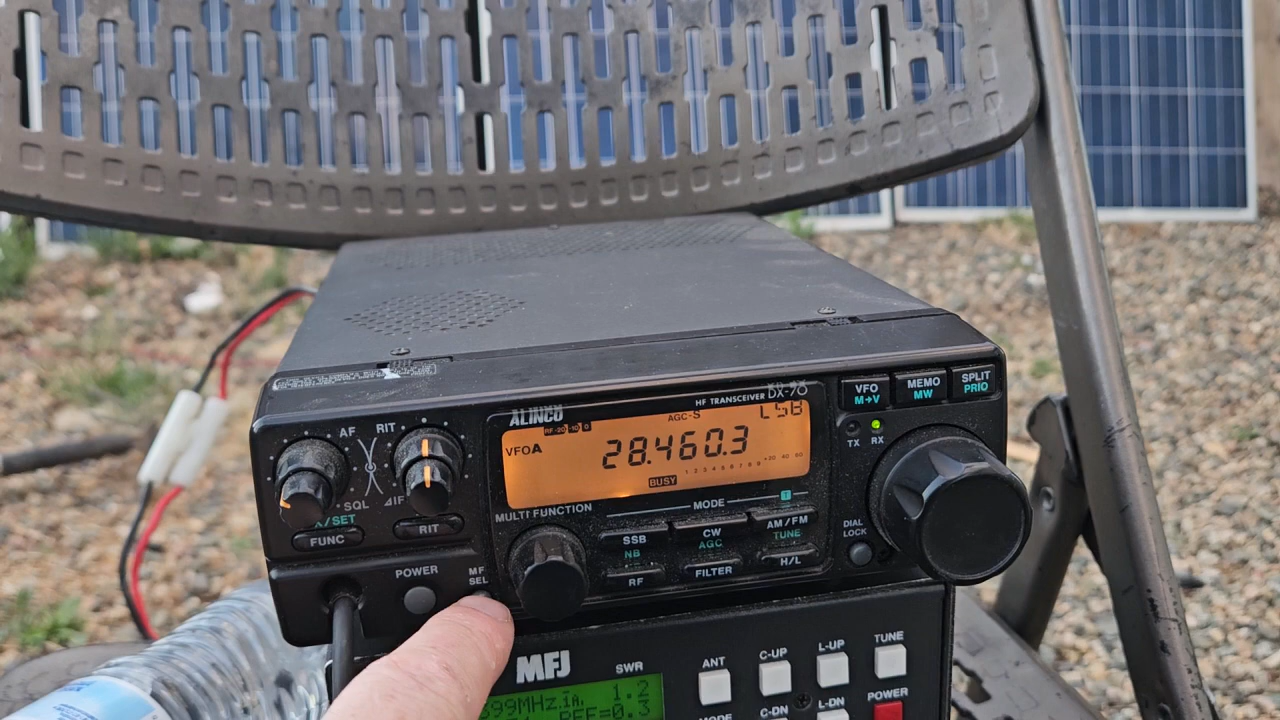 ALINCO
HF TRANSCEIVER DX-70
VFO
M→V
MEMO
MW
SPLIT
PRIO
AF
RIT
RF -20 -10 0
AGC-S
LSB
VFOA
28.460.3
1 2 3 4 5 6 7 8 9 +20 40 60
BUSY
TX
RX
SQL
⊿IF
/SET
FUNC
RIT
MULTI FUNCTION
MODE
T
SSB
NB
CW
AGC
AM/FM
TUNE
RF
FILTER
H/L
DIAL
LOCK
POWER
MF
SEL
MFJ
SWR
ANT
C-UP
L-UP
TUNE
1.2
REF=0.3
MODE
C-DN
L-DN
POWER